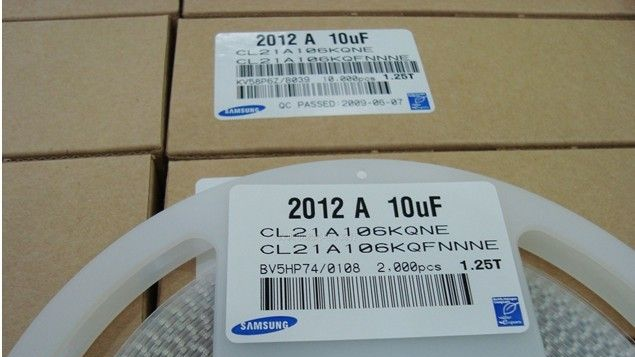 2012 A 10uF
CL21A106KQNE
CL21A106KQFNNNE
KV58P6Z/8039 10.000pcs 1.25T
SAMSUNG QC PASSED:2009-06-07
2012 A 10uF
CL21A106KQNE
CL21A106KQFNNNE
BV5HP74/0108 2.000pcs 1.25T
SAMSUNG